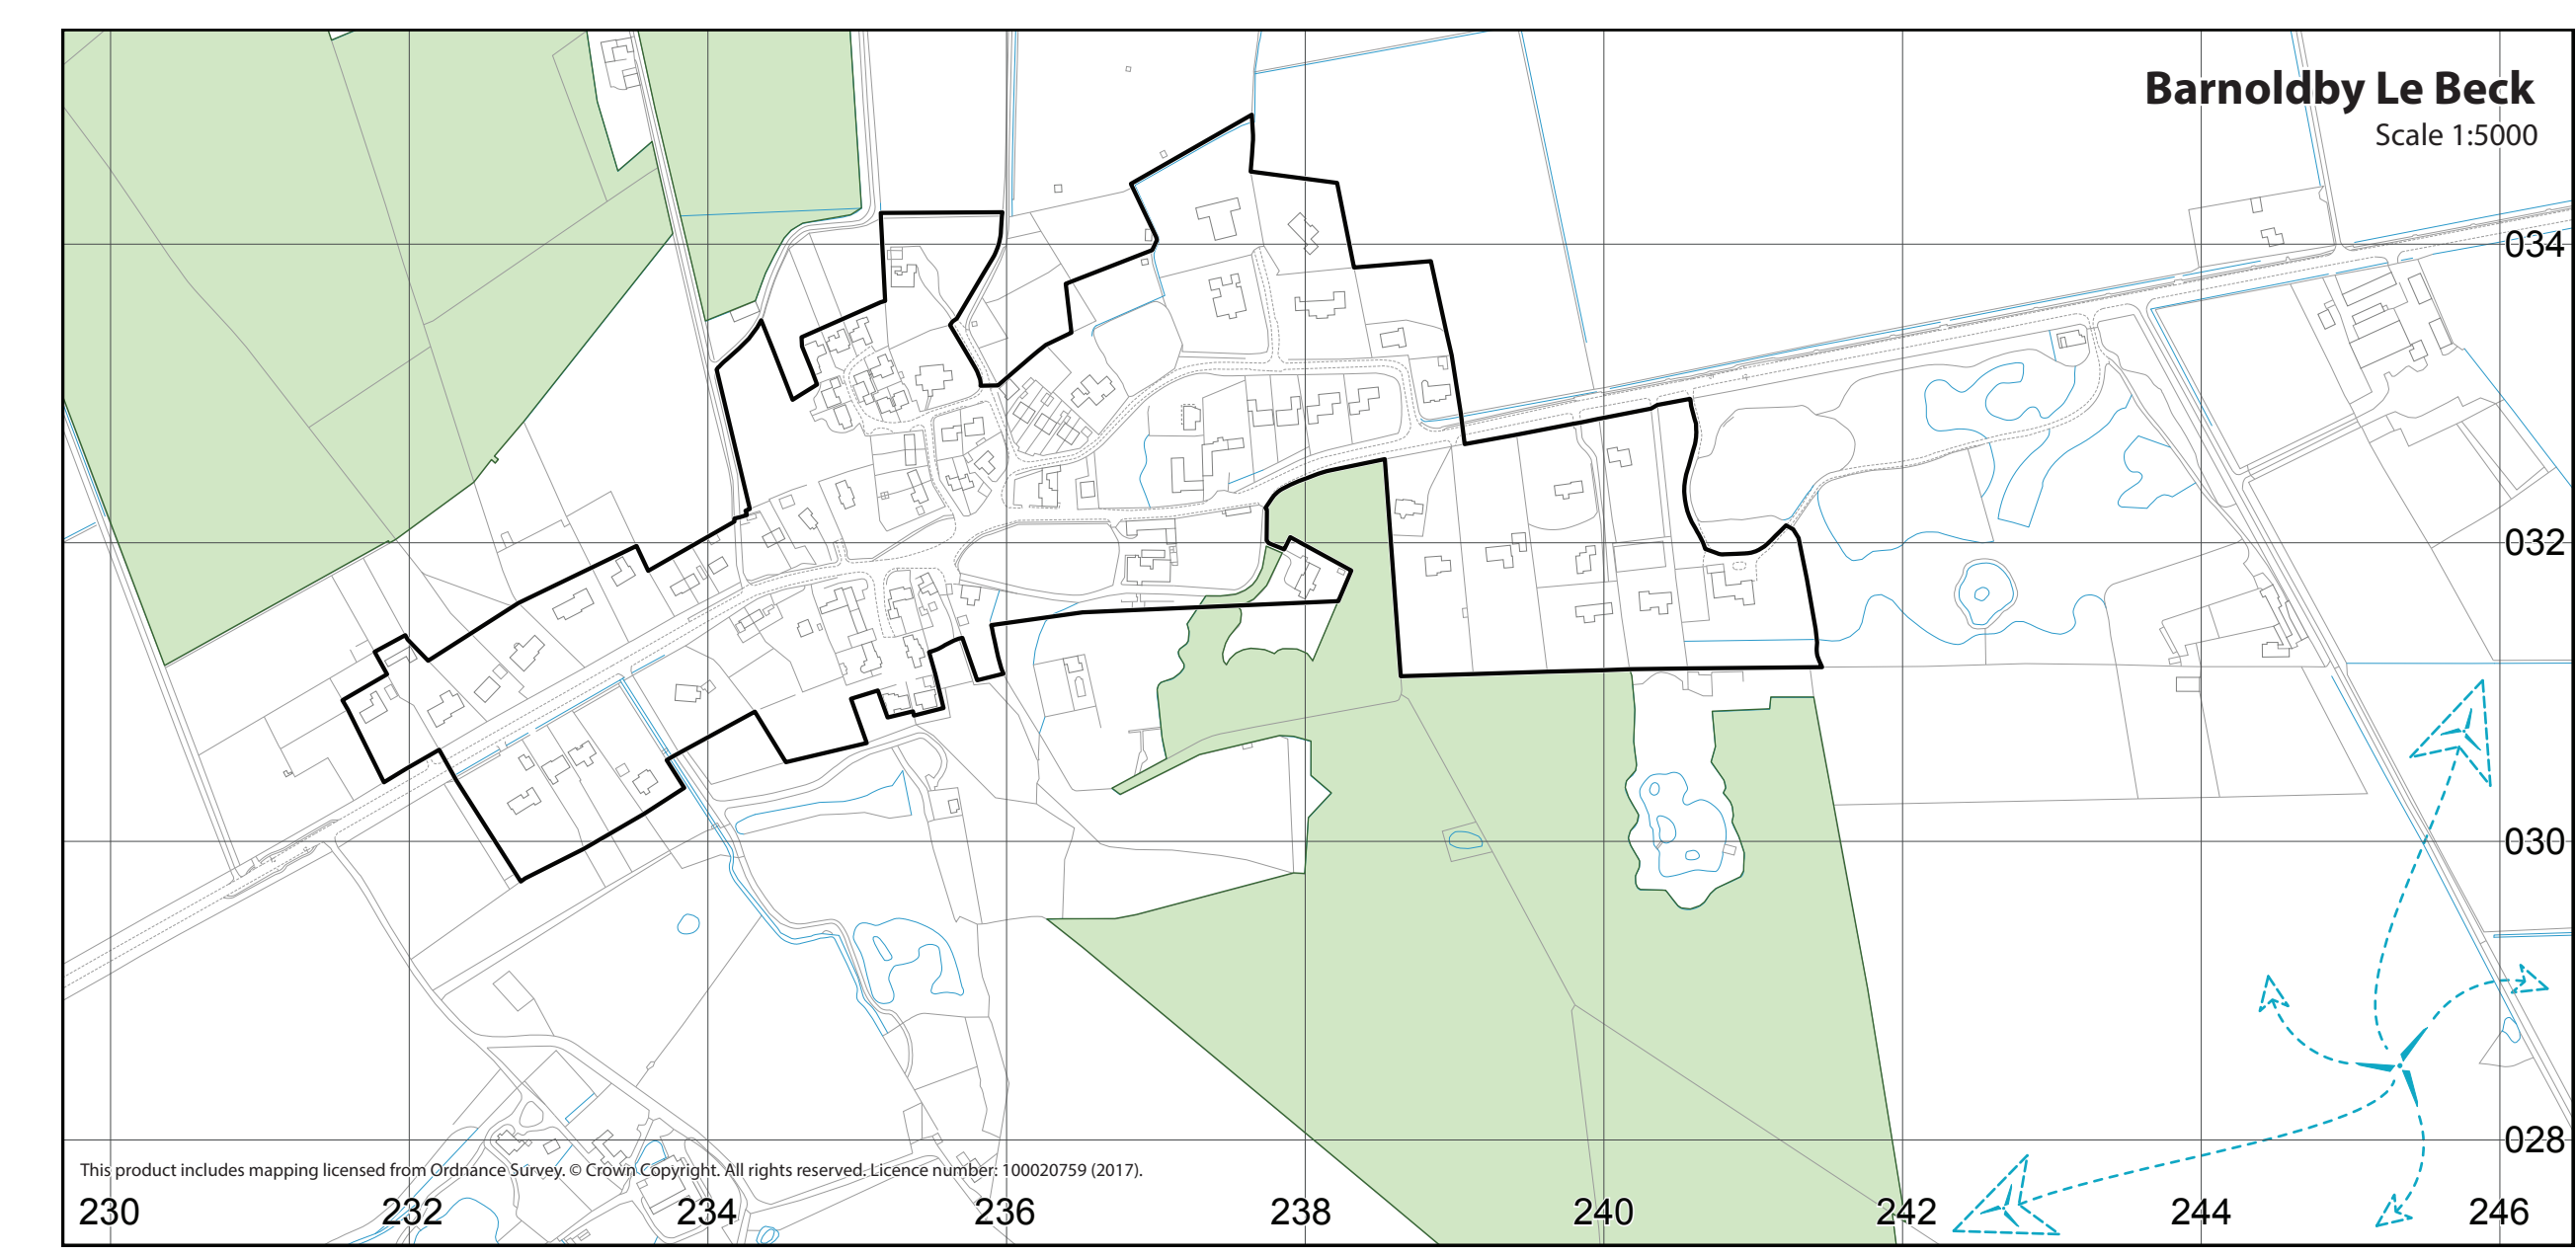 Barnoldby Le Beck
Scale 1:5000
034
032
030
028
This product includes mapping licensed from Ordnance Survey. © Crown Copyright. All rights reserved. Licence number: 100020759 (2017).
230 232 234 236 238 240 242 244 246